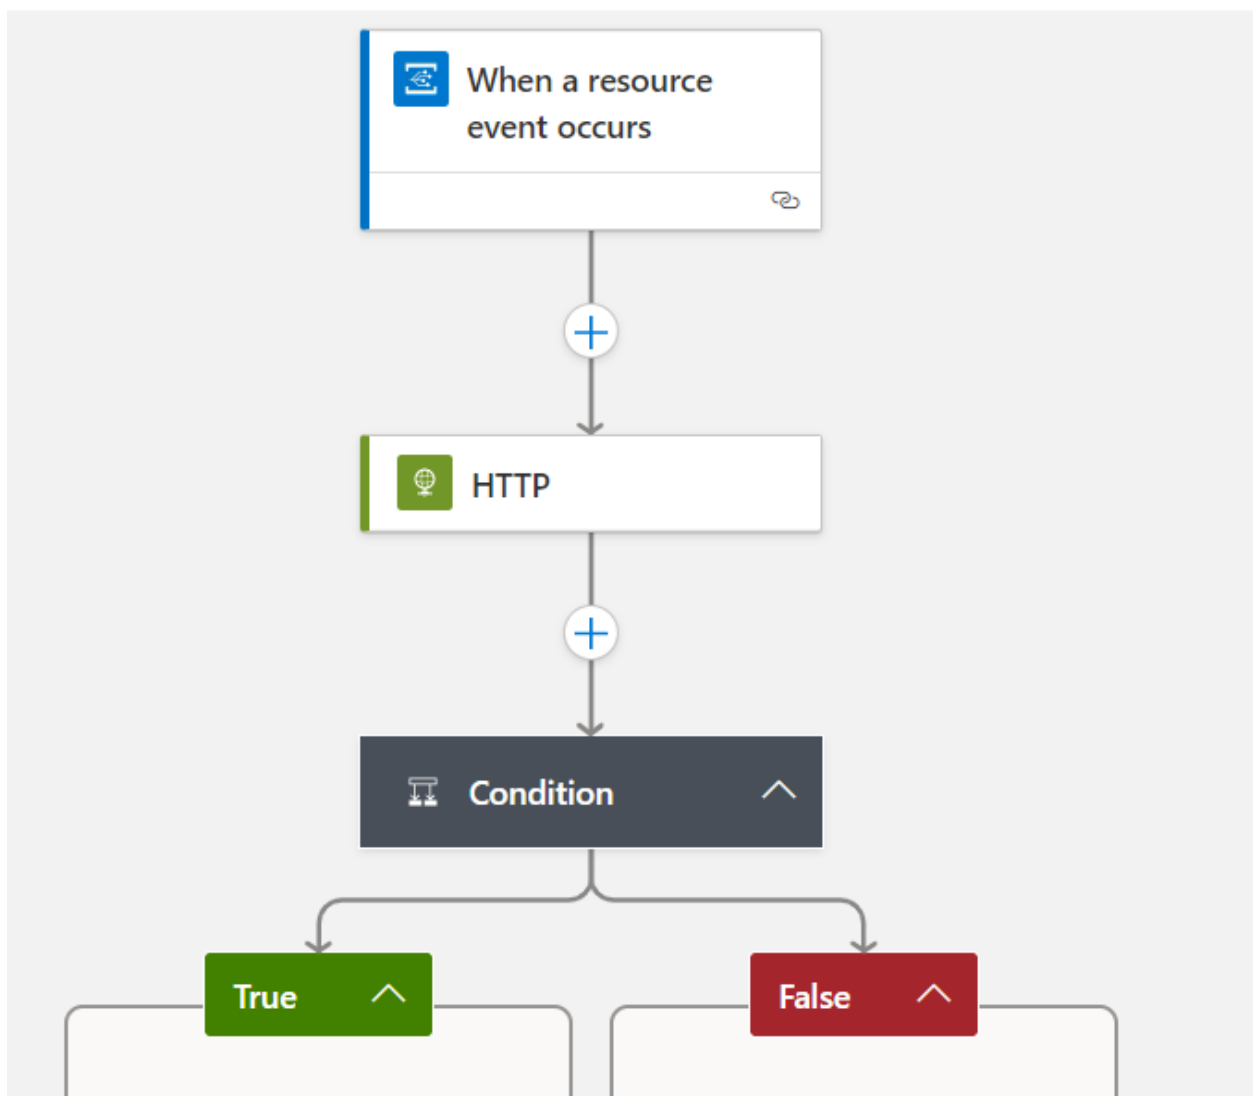 When a resource
event occurs
HTTP
Condition
True
False